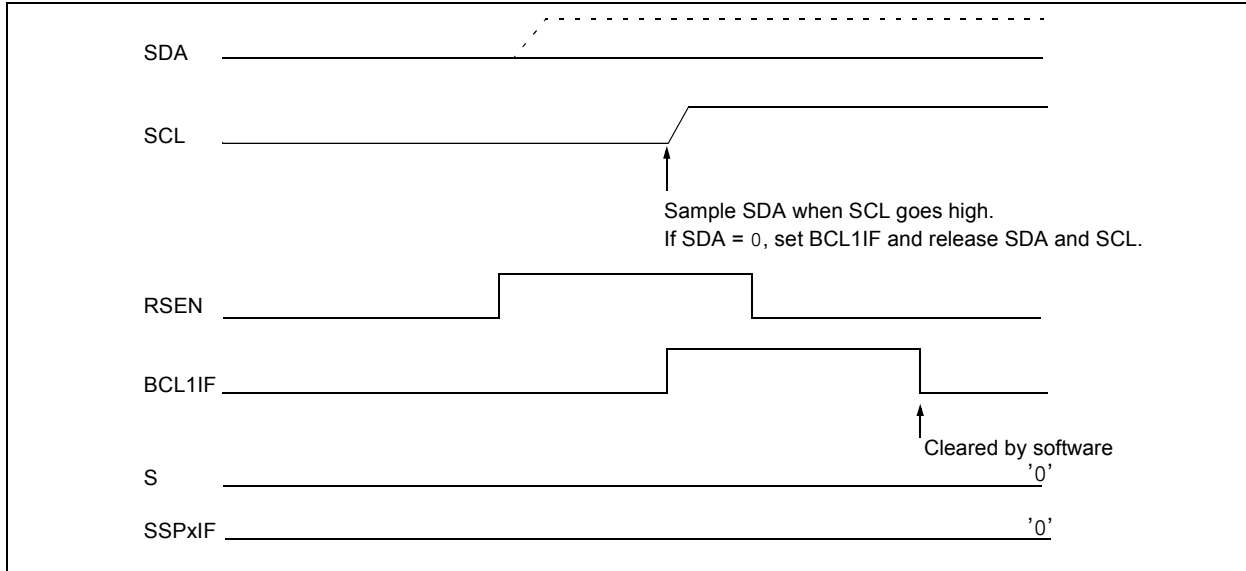 SDA
SCL
Sample SDA when SCL goes high.
If SDA = 0, set BCL1IF and release SDA and SCL.
RSEN
BCL1IF
Cleared by software
S
'0'
SSPxIF
'0'